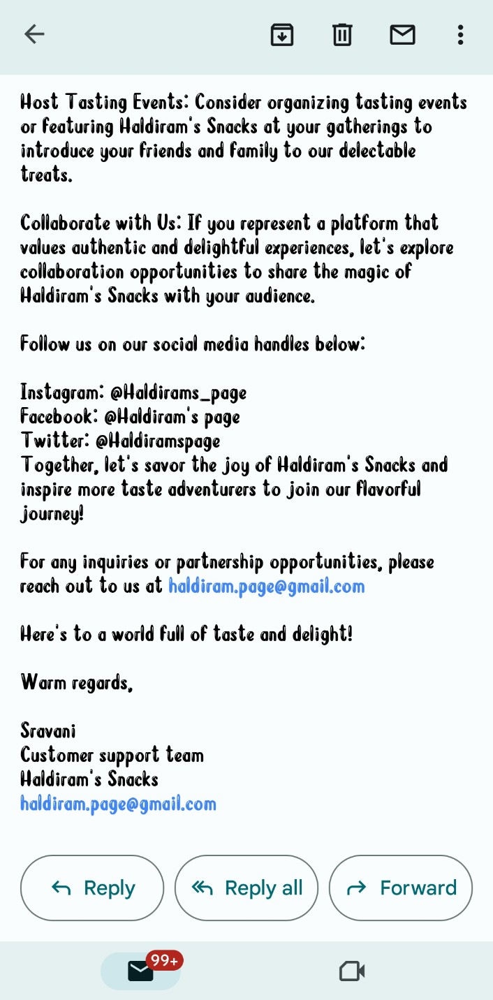 Host Tasting Events: Consider organizing tasting events
or featuring Haldiram's Snacks at your gatherings to
introduce your friends and family to our delectable
treats.
Collaborate with Us: If you represent a platform that
values authentic and delightful experiences, let's explore
collaboration opportunities to share the magic of
Haldiram's Snacks with your audience.
Follow us on our social media handles below:
Instagram: @Haldirams_page
Facebook: @Haldiram's page
Twitter: @Haldiramspage
Together, let's savor the joy of Haldiram's Snacks and
inspire more taste adventurers to join our flavorful
journey!
For any inquiries or partnership opportunities, please
reach out to us at haldiram.page@gmail.com
Here's to a world full of taste and delight!
Warm regards,
Sravani
Customer support team
Haldiram's Snacks
haldiram.page@gmail.com
Reply Reply all Forward
99+